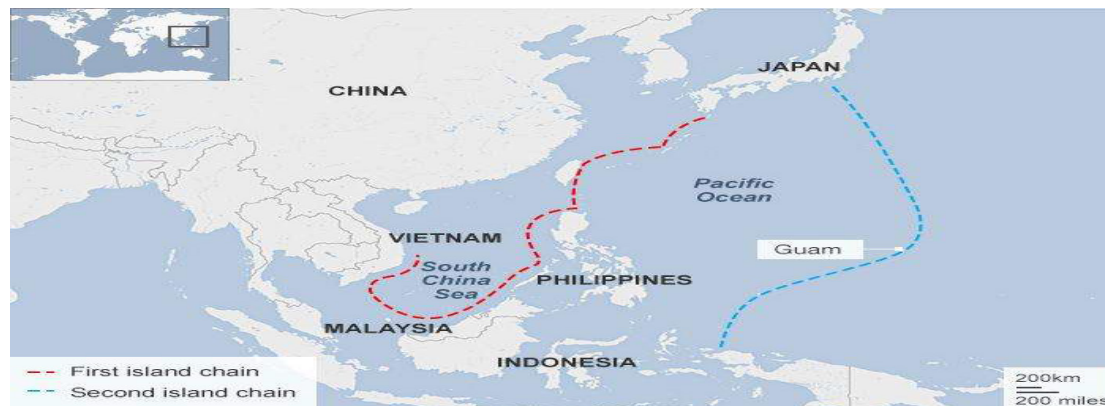 JAPAN
CHINA
Pacific
Ocean
VIETNAM
Guam
South
China
Sea
PHILIPPINES
MALAYSIA
INDONESIA
First island chain
Second island chain
200km
200 miles